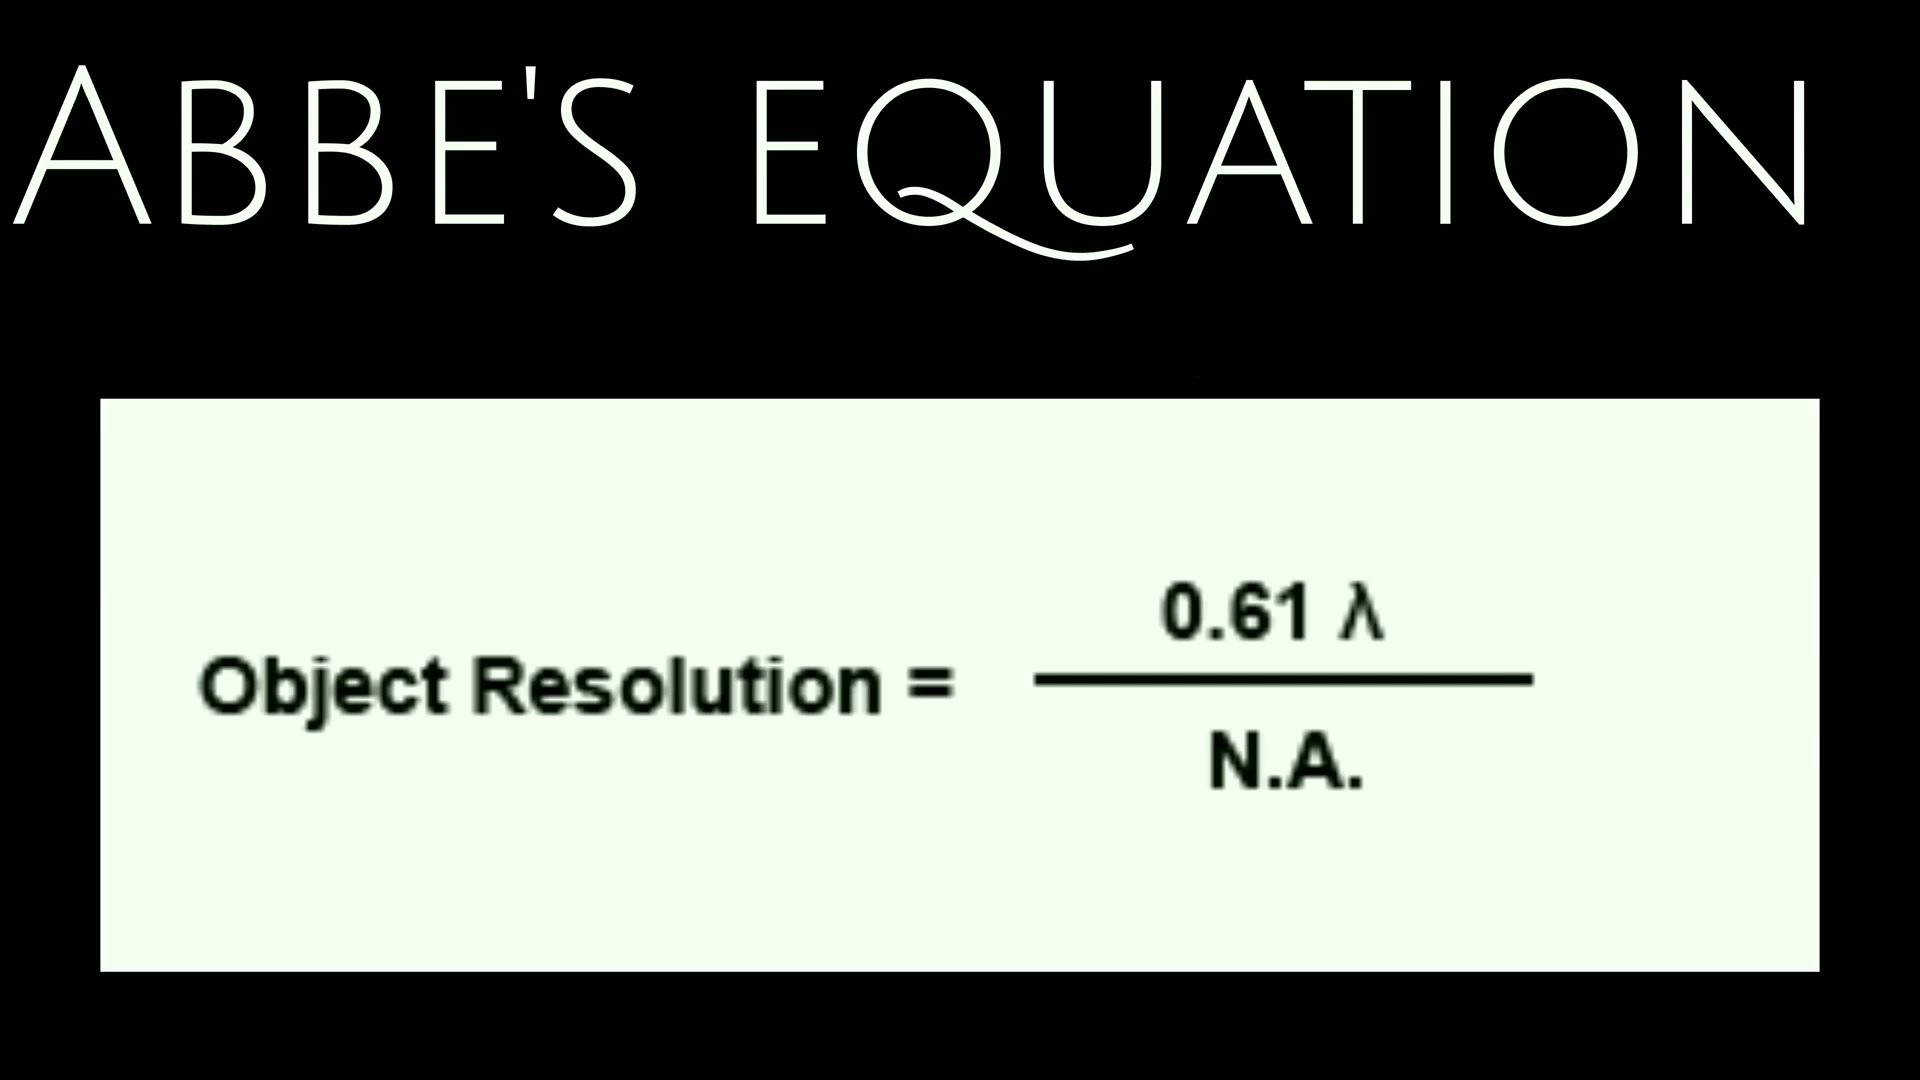 ABBE'S EQUATION
0.61 λ
Object Resolution =
N.A.